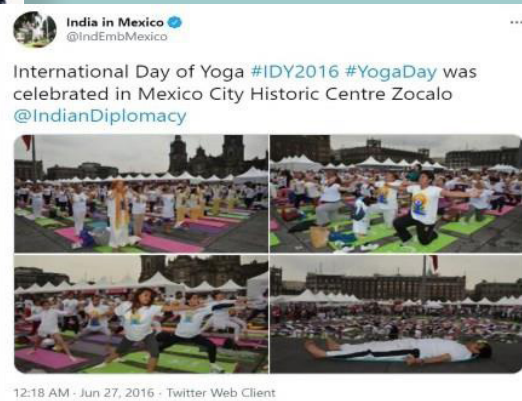 India in Mexico
@IndEmbMexico
International Day of Yoga #IDY2016 #YogaDay was
celebrated in Mexico City Historic Centre Zocalo
@IndianDiplomacy
12:18 AM · Jun 27, 2016 · Twitter Web Client